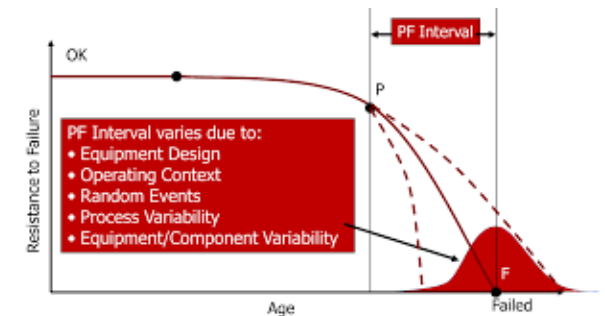 PF Interval
OK
P
PF Interval varies due to:
• Equipment Design
• Operating Context
• Random Events
• Process Variability
• Equipment/Component Variability
Resistance to Failure
F
Age
Failed